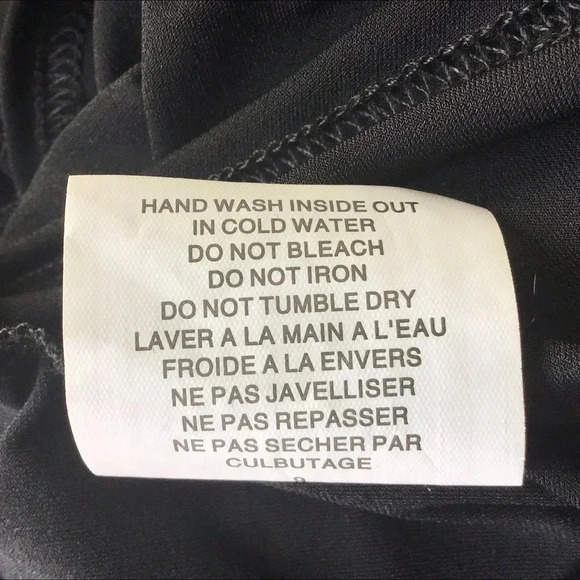 HAND WASH INSIDE OUT
IN COLD WATER
DO NOT BLEACH
DO NOT IRON
DO NOT TUMBLE DRY
LAVER A LA MAIN A L'EAU
FROIDE A LA ENVERS
NE PAS JAVELLISER
NE PAS REPASSER
NE PAS SECHER PAR
CULBUTAGE